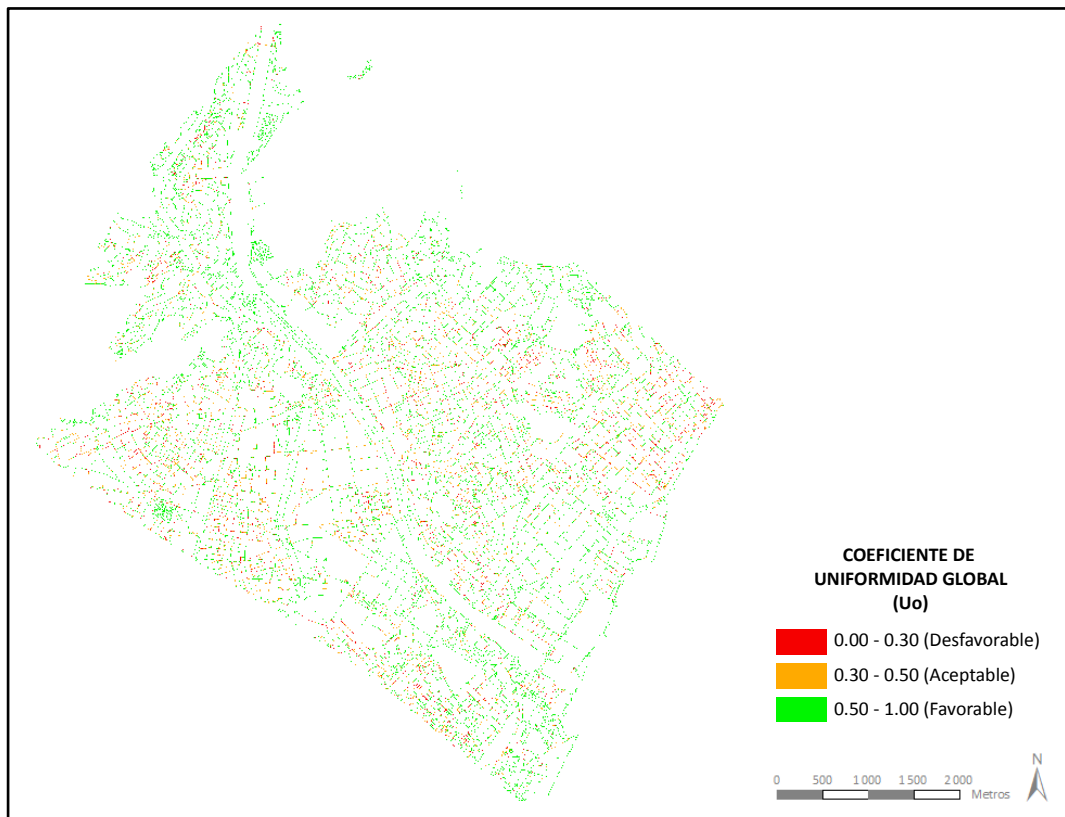 COEFICIENTE DE
UNIFORMIDAD GLOBAL
(Uo)
0.00 - 0.30 (Desfavorable)
0.30 - 0.50 (Aceptable)
0.50 - 1.00 (Favorable)
0 500 1 000 1 500 2 000
Metros
N